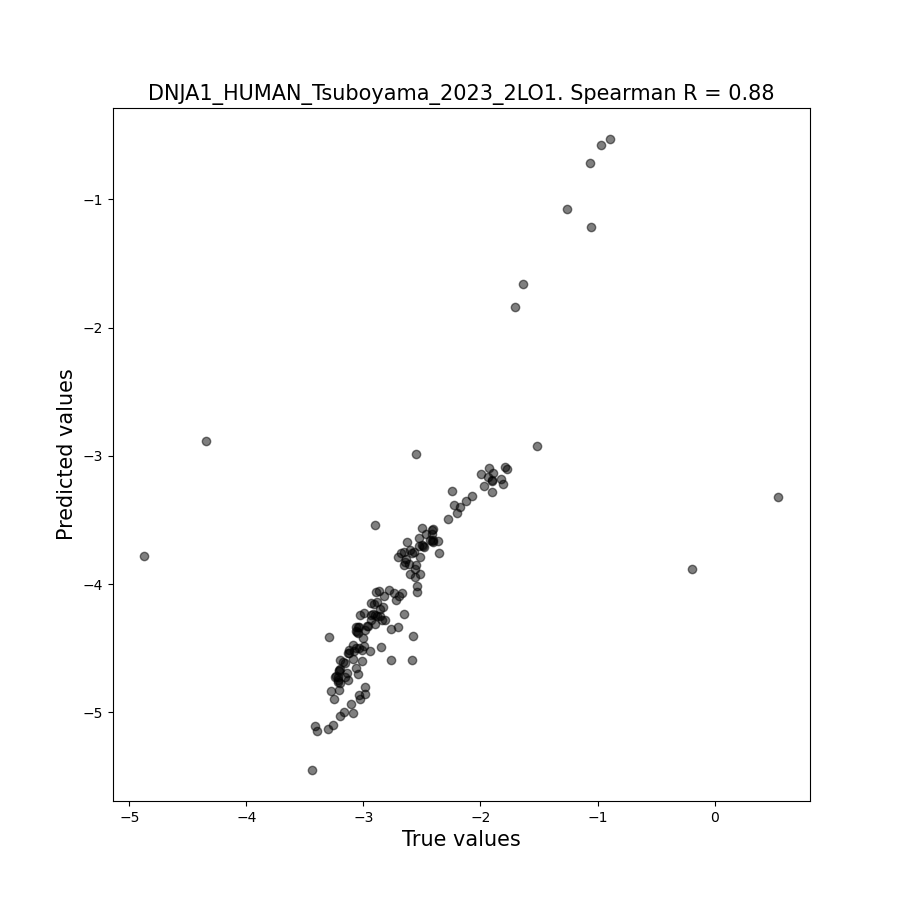 DNJA1_HUMAN_Tsuboyama_2023_2LO1. Spearman R = 0.88
Predicted values
−1
−2
−3
−4
−5
−5 −4 −3 −2 −1 0
True values